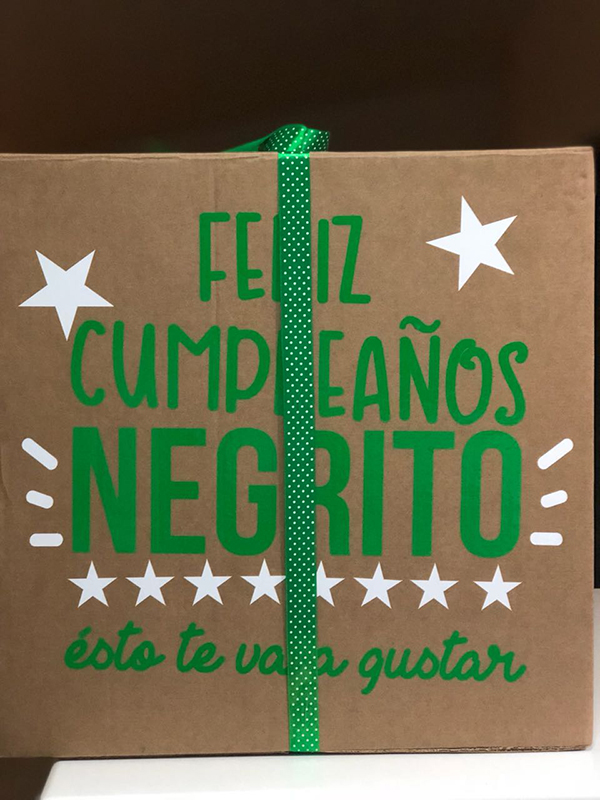 FELIZ
CUMPLEAÑOS
NEGRITO
ésto te va a gustar